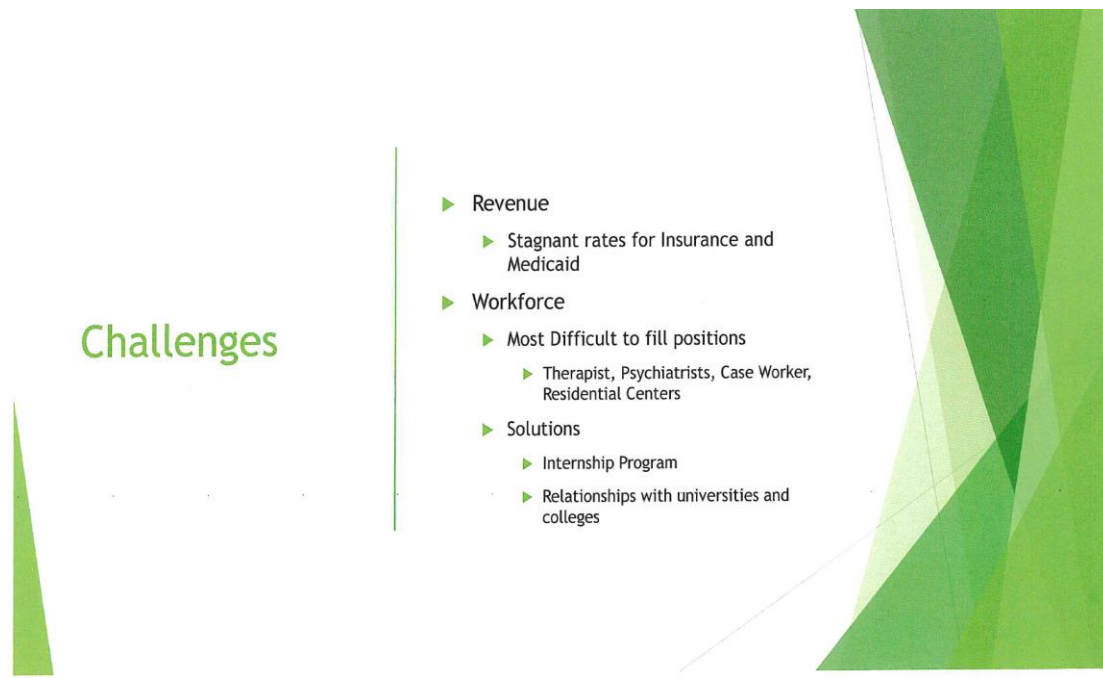 Challenges
Revenue
Stagnant rates for Insurance and
Medicaid
Workforce
Most Difficult to fill positions
Therapist, Psychiatrists, Case Worker,
Residential Centers
Solutions
Internship Program
Relationships with universities and
colleges